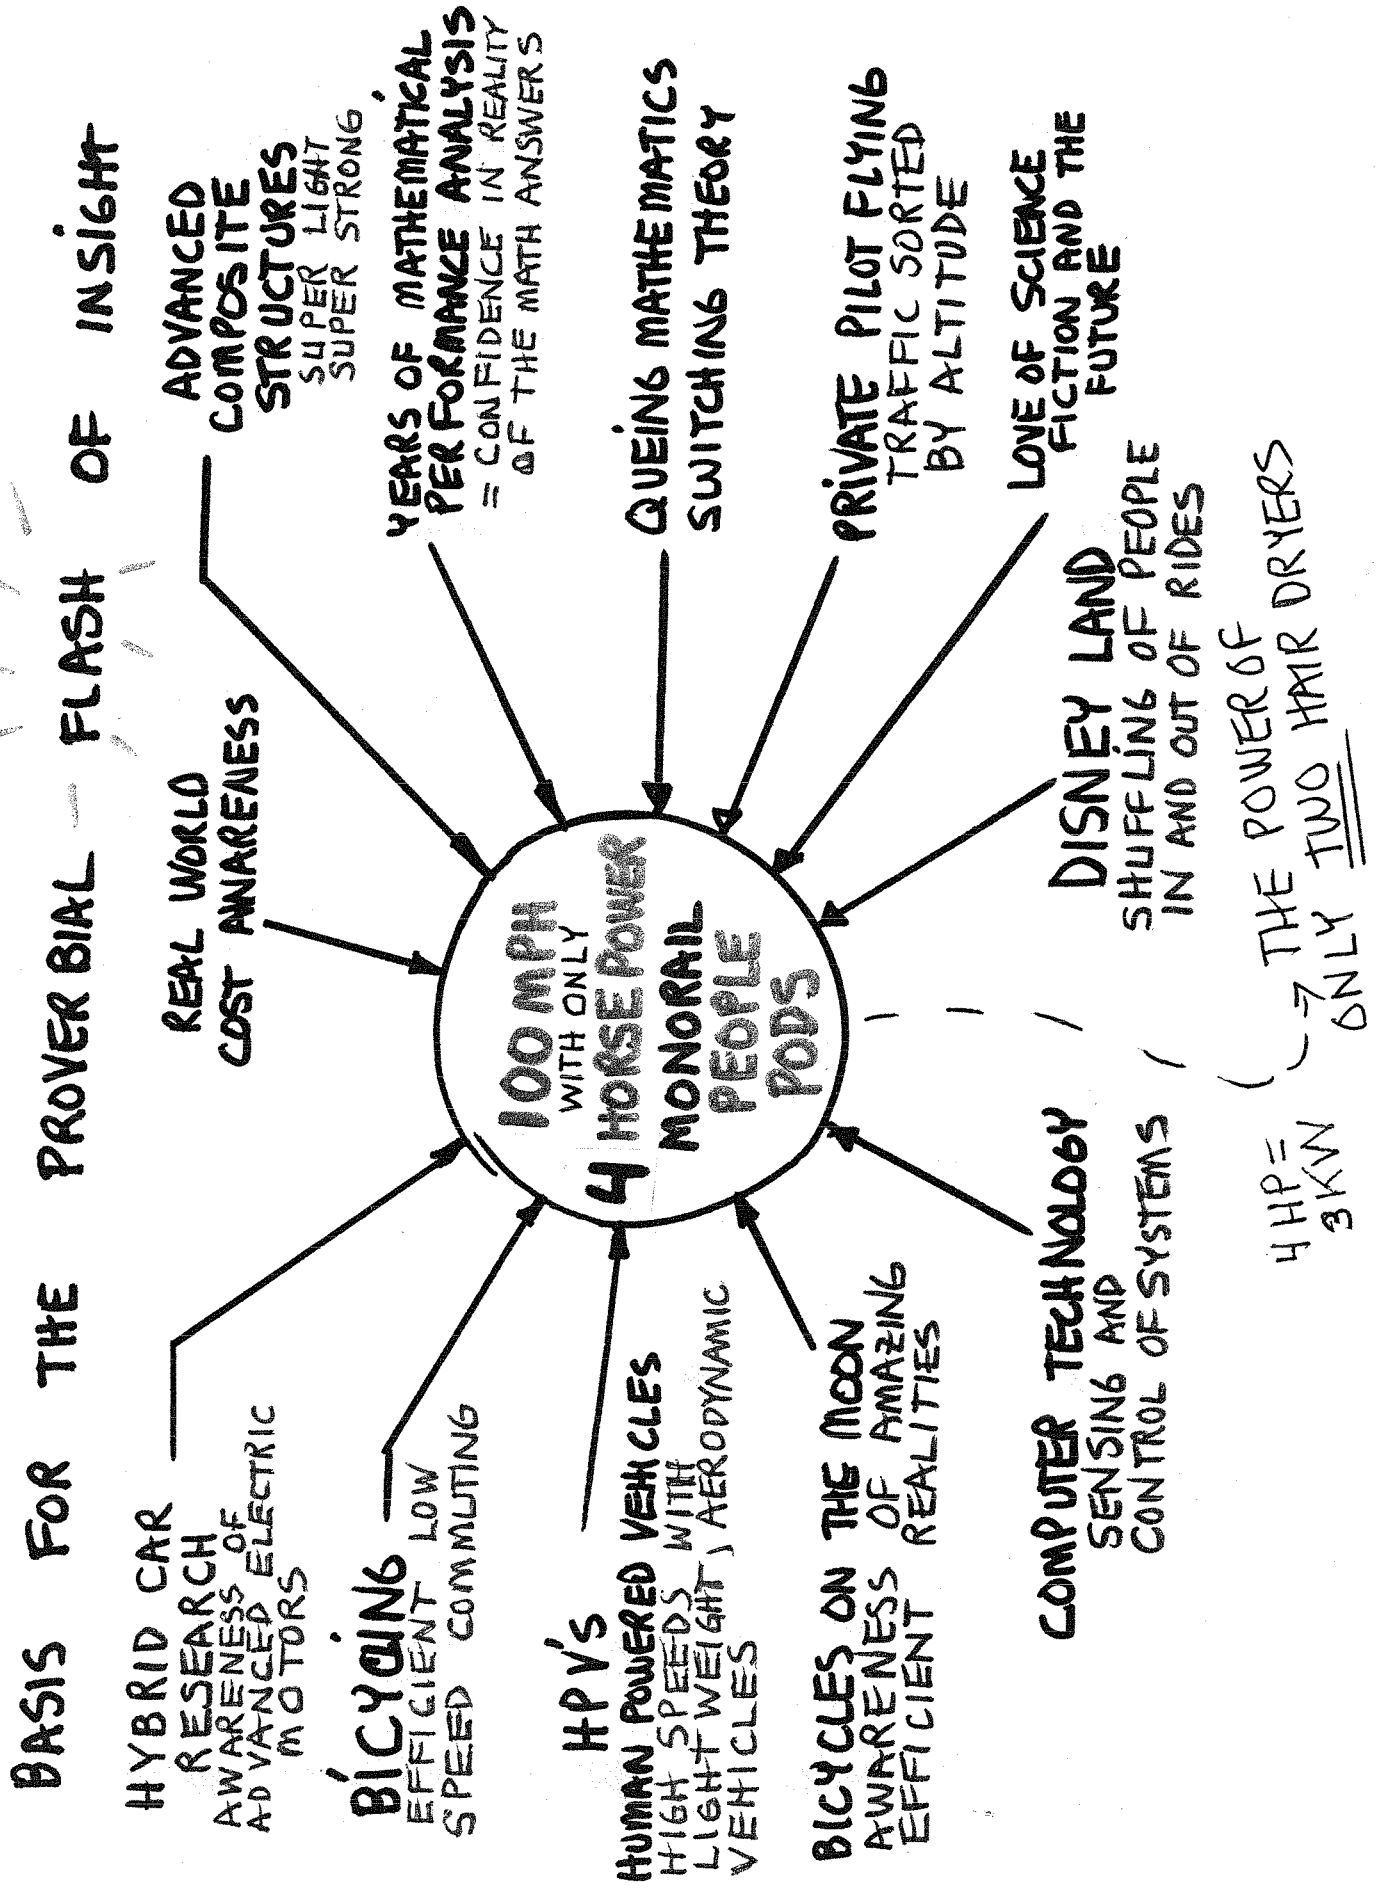 BASIS FOR THE PROVERBIAL FLASH OF INSIGHT
HYBRID CAR
RESEARCH
AWARENESS OF
ADVANCED ELECTRIC
MOTORS
BICYCLING
EFFICIENT LOW
SPEED COMMUTING
HPV'S
HUMAN POWERED VEHICLES
HIGH SPEEDS WITH
LIGHT WEIGHT, AERODYNAMIC
VEHICLES
BICYCLES ON THE MOON
AWARENESS OF AMAZING
EFFICIENT REALITIES
COMPUTER TECHNOLOGY
SENSING AND
CONTROL OF SYSTEMS
REAL WORLD
COST AWARENESS
100 MPH
WITH ONLY
4 HORSE POWER
MONORAIL
PEOPLE
PODS
ADVANCED
COMPOSITE
STRUCTURES
SUPER LIGHT
SUPER STRONG
YEARS OF MATHEMATICAL
PERFORMANCE ANALYSIS
= CONFIDENCE IN REALITY
OF THE MATH ANSWERS
QUEING MATHEMATICS
SWITCHING THEORY
PRIVATE PILOT FLYING
TRAFFIC SORTED
BY ALTITUDE
LOVE OF SCIENCE
FICTION AND THE
FUTURE
DISNEY LAND
SHUFFLING OF PEOPLE
IN AND OUT OF RIDES
4 HP =
3 KW
THE POWER OF
ONLY TWO HAIR DRYERS